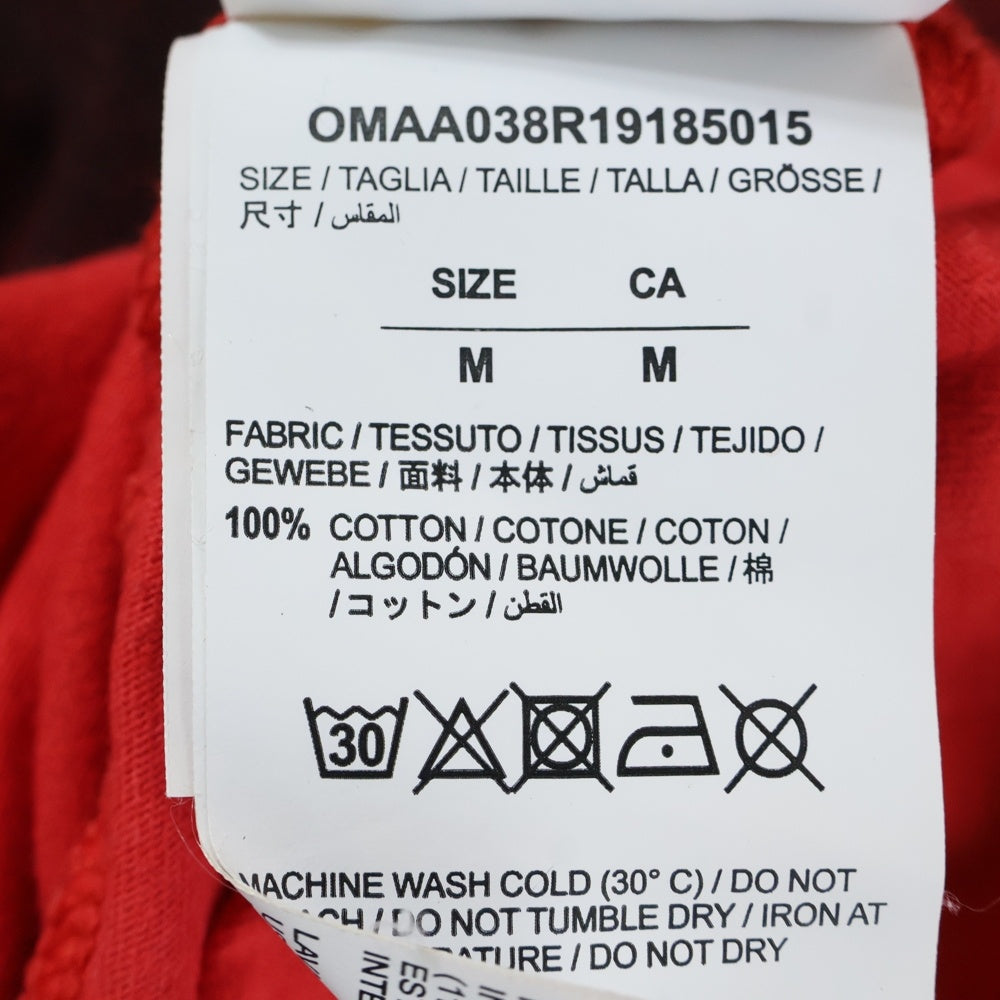 OMAA038R19185015
SIZE / TAGLIA / TAILLE / TALLA / GRÖSSE /
尺寸 / المقاس
SIZE CA
M M
FABRIC / TESSUTO / TISSUS / TEJIDO /
GEWEBE / 面料 / 本体 / قماش
100% COTTON / COTONE / COTON /
ALGODÓN / BAUMWOLLE / 棉
/ コットン / القطن
30
MACHINE WASH COLD (30° C) / DO NOT
/ DO NOT TUMBLE DRY / IRON AT
/ DO NOT DRY